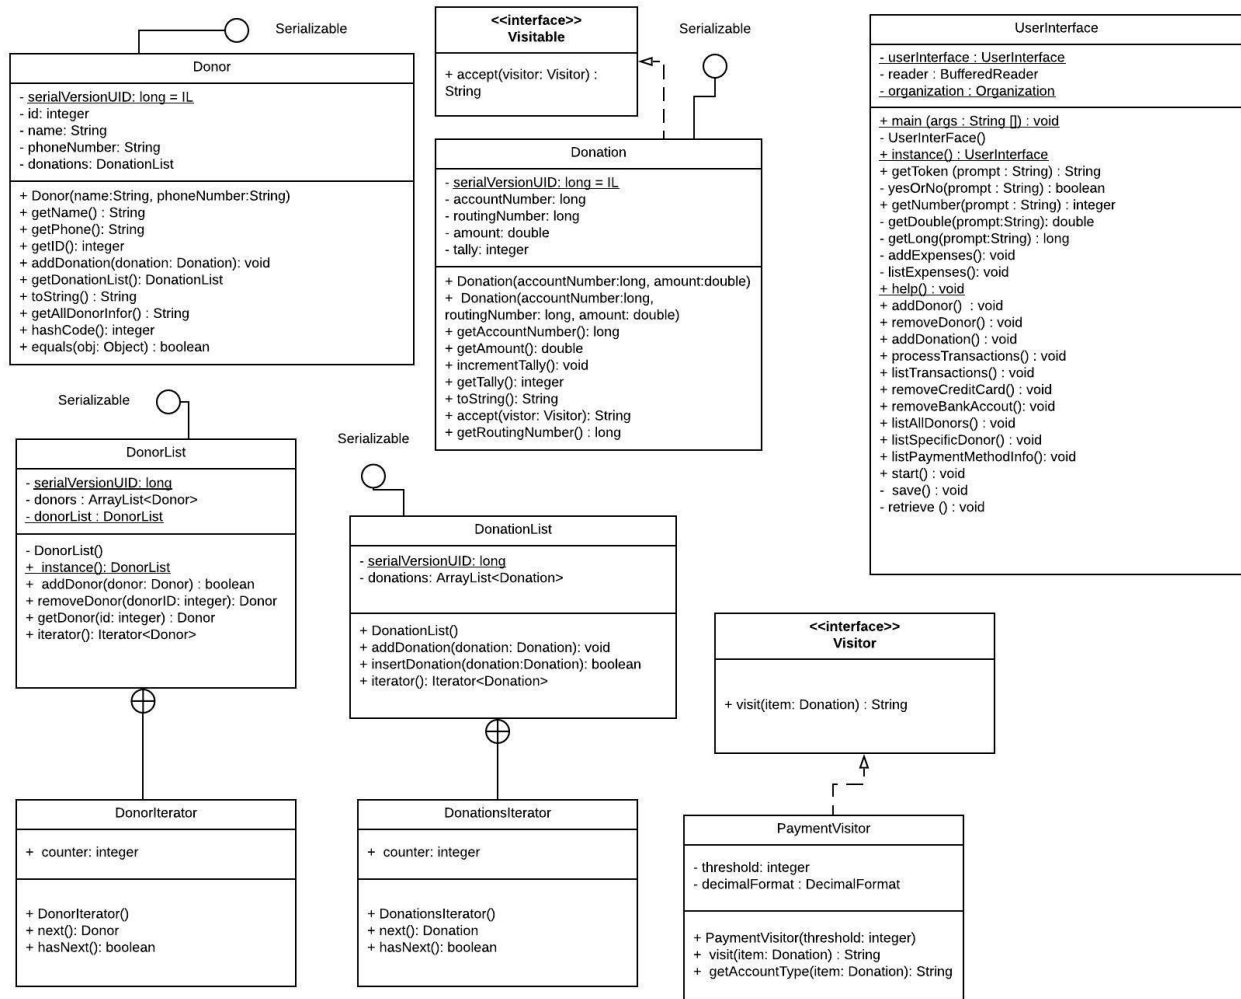 Serializable
Donor
- serialVersionUID: long = IL
- id: integer
- name: String
- phoneNumber: String
- donations: DonationList
+ Donor(name:String, phoneNumber:String)
+ getName() : String
+ getPhone(): String
+ getID(): integer
+ addDonation(donation: Donation): void
+ getDonationList(): DonationList
+ toString() : String
+ getAllDonorInfor() : String
+ hashCode(): integer
+ equals(obj: Object) : boolean
<<interface>>
Visitable
+ accept(visitor: Visitor) :
String
Serializable
Donation
- serialVersionUID: long = IL
- accountNumber: long
- routingNumber: long
- amount: double
- tally: integer
+ Donation(accountNumber:long, amount:double)
+ Donation(accountNumber:long,
routingNumber: long, amount: double)
+ getAccountNumber(): long
+ getAmount(): double
+ incrementTally(): void
+ getTally(): integer
+ toString(): String
+ accept(vistor: Visitor): String
+ getRoutingNumber() : long
UserInterface
- userInterface : UserInterface
- reader : BufferedReader
- organization : Organization
+ main (args : String []) : void
- UserInterFace()
+ instance() : UserInterface
+ getToken (prompt : String) : String
- yesOrNo(prompt : String) : boolean
+ getNumber(prompt : String) : integer
- getDouble(prompt:String): double
- getLong(prompt:String) : long
- addExpenses(): void
- listExpenses(): void
+ help() : void
+ addDonor() : void
+ removeDonor() : void
+ addDonation() : void
+ processTransactions() : void
+ listTransactions() : void
+ removeCreditCard() : void
+ removeBankAccout(): void
+ listAllDonors() : void
+ listSpecificDonor() : void
+ listPaymentMethodInfo(): void
+ start() : void
- save() : void
- retrieve () : void
Serializable
DonorList
- serialVersionUID: long
- donors : ArrayList<Donor>
- donorList : DonorList
- DonorList()
+ instance(): DonorList
+ addDonor(donor: Donor) : boolean
+ removeDonor(donorID: integer): Donor
+ getDonor(id: integer) : Donor
+ iterator(): Iterator<Donor>
Serializable
DonationList
- serialVersionUID: long
- donations: ArrayList<Donation>
+ DonationList()
+ addDonation(donation: Donation): void
+ insertDonation(donation:Donation): boolean
+ iterator(): Iterator<Donation>
<<interface>>
Visitor
+ visit(item: Donation) : String
DonorIterator
+ counter: integer
+ DonorIterator()
+ next(): Donor
+ hasNext(): boolean
DonationsIterator
+ counter: integer
+ DonationsIterator()
+ next(): Donation
+ hasNext(): boolean
PaymentVisitor
- threshold: integer
- decimalFormat : DecimalFormat
+ PaymentVisitor(threshold: integer)
+ visit(item: Donation) : String
+ getAccountType(item: Donation): String